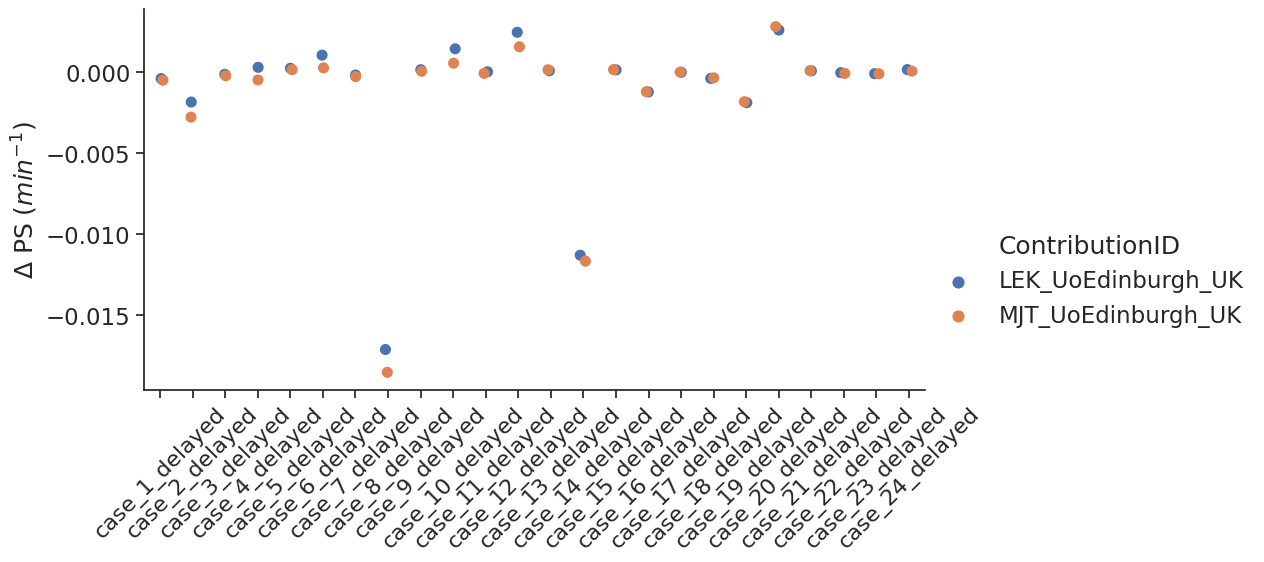 0.000
−0.005
−0.010
−0.015
Δ PS (min⁻¹)
case_1_delayed
case_2_delayed
case_3_delayed
case_4_delayed
case_5_delayed
case_6_delayed
case_7_delayed
case_8_delayed
case_9_delayed
case_10_delayed
case_11_delayed
case_12_delayed
case_13_delayed
case_14_delayed
case_15_delayed
case_16_delayed
case_17_delayed
case_18_delayed
case_19_delayed
case_20_delayed
case_21_delayed
case_22_delayed
case_23_delayed
case_24_delayed
ContributionID
LEK_UoEdinburgh_UK
MJT_UoEdinburgh_UK